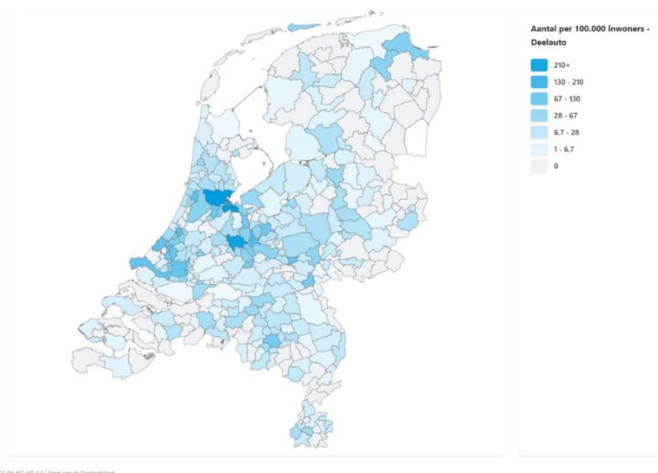 Aantal per 100.000 inwoners -
Deelauto
210+
130 - 210
67 - 130
28 - 67
6,7 - 28
1 - 6,7
0